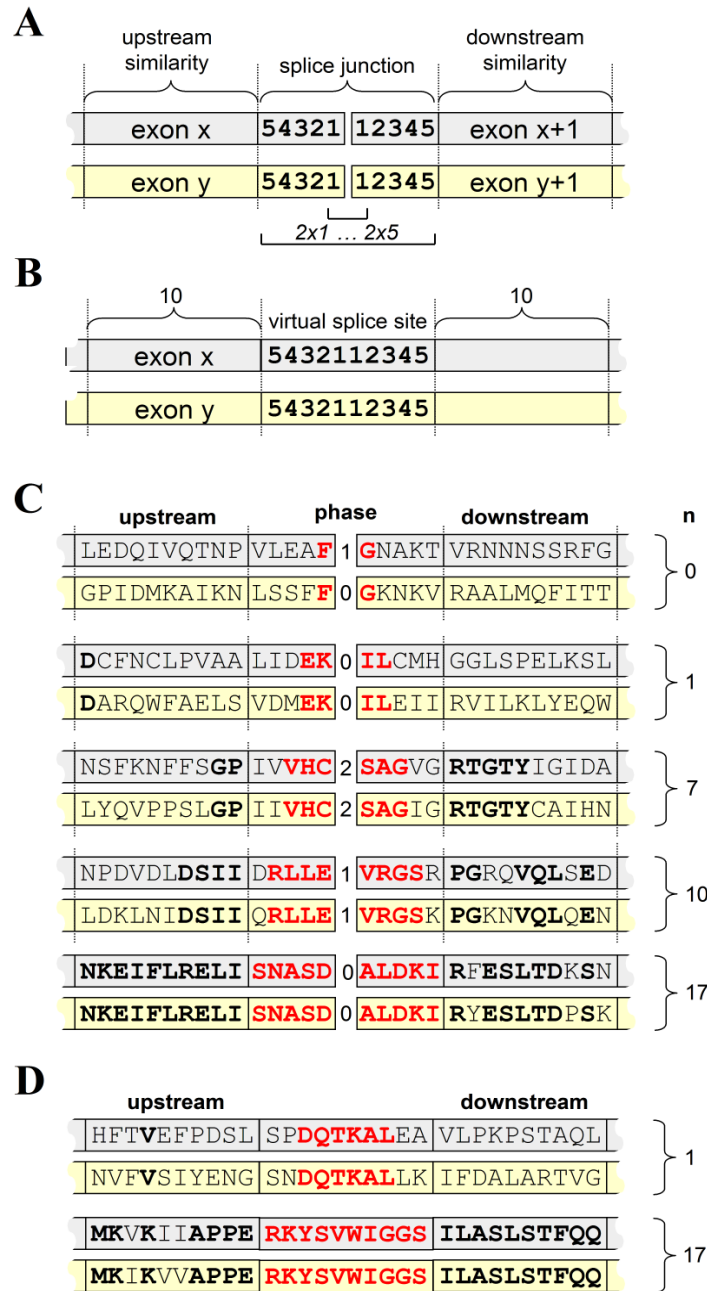 A
upstream similarity
splice junction
downstream similarity
exon x 54321 12345 exon x+1
exon y 54321 12345 exon y+1
2x1 ... 2x5
B
10 virtual splice site 10
exon x 5432112345
exon y 5432112345
C
upstream phase downstream n
LEDQIVQTNP VLEAF 1 GNAKT VRNNNSSRFG
0
GPIDMKAIKN LSSFF 0 GKNKV RAALMQFITT
DCFNCLPVAA LIDEK 0 ILCMH GGLSPELKSL
1
DARQWFAELS VDMEK 0 ILEII RVILKLYEQW
NSFKNFFSGP IVVHC 2 SAGVG RTGTYIGIDA
7
LYQVPPSLGP IIVHC 2 SAGIG RTGTYCAIHN
NPDVDLDSII DRLLE 1 VRGSR PGRQVQLSED
10
LDKLNIDSII QRLLE 1 VRGSK PGKNVQLQEN
NKEIFLRELI SNASD 0 ALDKI RFESLTDKSN
17
NKEIFLRELI SNASD 0 ALDKI RYESLTDPSK
D
upstream downstream
HFTVEFPDSL SPDQTKALEA VLPKPSTAQL
1
NVFVSIYENG SNDQTKALLK IFDALARTVG
MKVKIIAPPE RKYSVWIGGS ILASLSTFQQ
17
MKIKVVAPPE RKYSVWIGGS ILASLSTFQQ